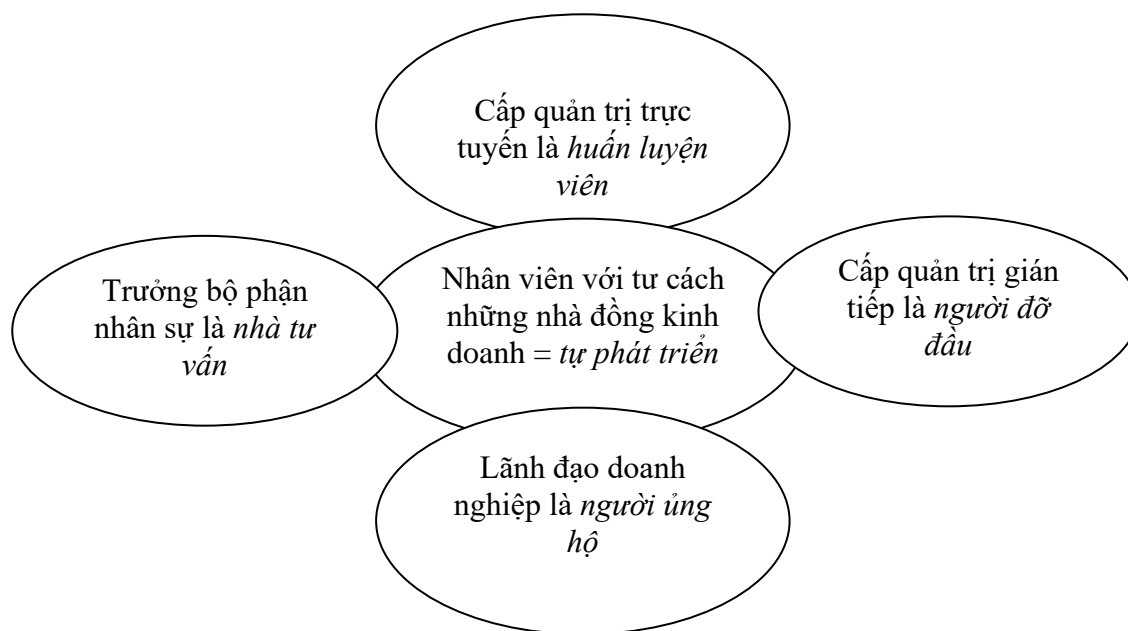 Cấp quản trị trực
tuyến là huấn luyện
viên
Trưởng bộ phận
nhân sự là nhà tư
vấn
Nhân viên với tư cách
những nhà đồng kinh
doanh = tự phát triển
Cấp quản trị gián
tiếp là người đỡ
đầu
Lãnh đạo doanh
nghiệp là người ủng
hộ